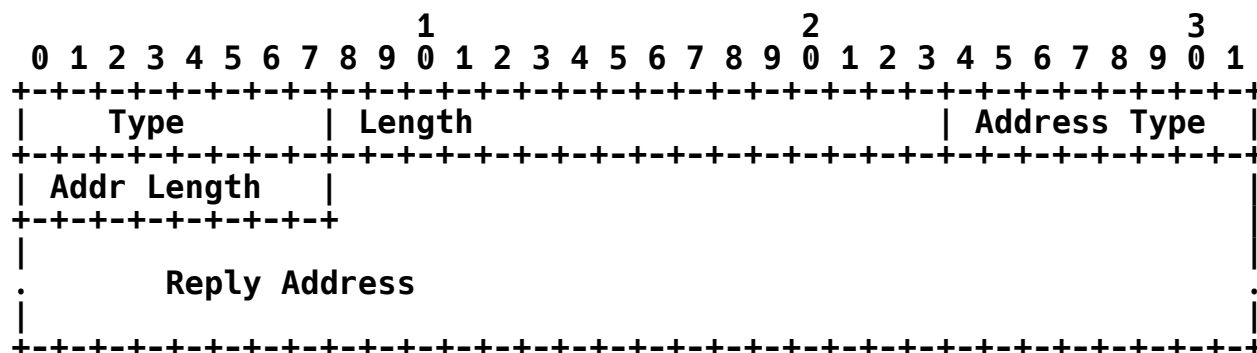 1                   2                   3
 0 1 2 3 4 5 6 7 8 9 0 1 2 3 4 5 6 7 8 9 0 1 2 3 4 5 6 7 8 9 0 1
+-+-+-+-+-+-+-+-+-+-+-+-+-+-+-+-+-+-+-+-+-+-+-+-+-+-+-+-+-+-+-+-+
|    Type       | Length                        | Address Type  |
+-+-+-+-+-+-+-+-+-+-+-+-+-+-+-+-+-+-+-+-+-+-+-+-+-+-+-+-+-+-+-+-+
| Addr Length   |                                               |
+-+-+-+-+-+-+-+-+                                               |
|                                                               |
.       Reply Address                                           .
|                                                               |
+-+-+-+-+-+-+-+-+-+-+-+-+-+-+-+-+-+-+-+-+-+-+-+-+-+-+-+-+-+-+-+-+